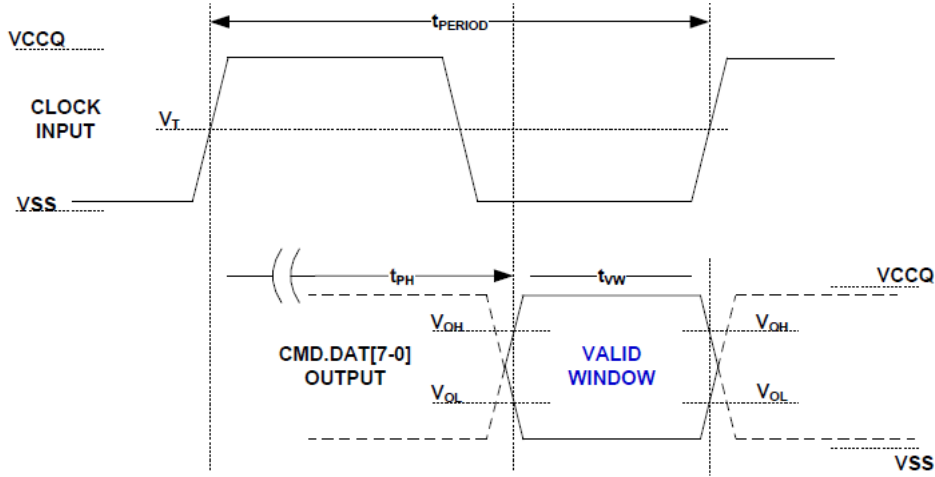 tPERIOD
VCCQ
CLOCK
INPUT
VT
VSS
tPH
tVW
VCCQ
VOH
VOH
CMD.DAT[7-0]
OUTPUT
VALID
WINDOW
VOL
VOL
VSS